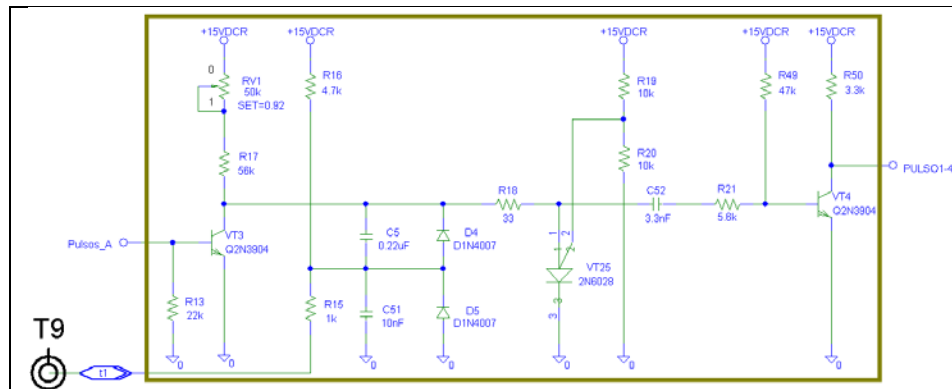 +15VDCR +15VDCR +15VDCR +15VDCR +15VDCR
0
RV1
50k
1
SET=0.92
R16
4.7k
R19
10k
R49
47k
R50
3.3k
R17
56k
R20
10k
PULSO1-4
R18
33
C52
3.3nF
R21
5.6k
VT4
Q2N3904
VT3
Q2N3904
Pulsos_A
C5
0.22uF
D4
D1N4007
1 2
1 2
VT25
2N6028
3 3
R13
22k
R15
1k
C51
10nF
D5
D1N4007
0 0 0 0 0 0 0
T9
t1